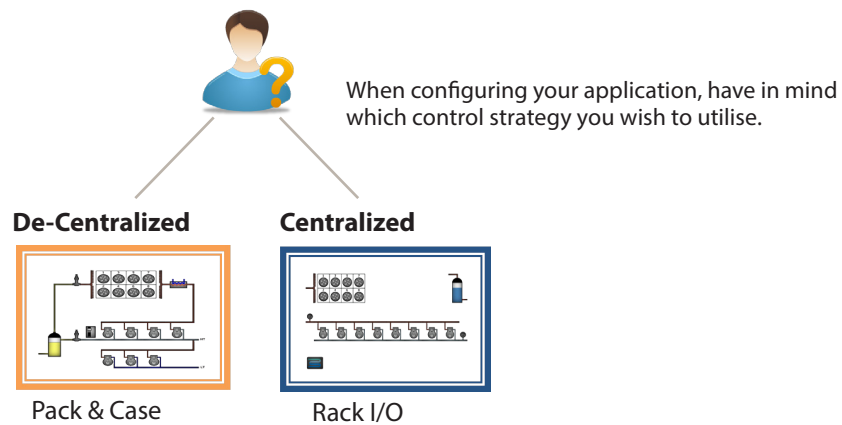 When configuring your application, have in mind
which control strategy you wish to utilise.
De-Centralized
Centralized
Pack & Case
Rack I/O